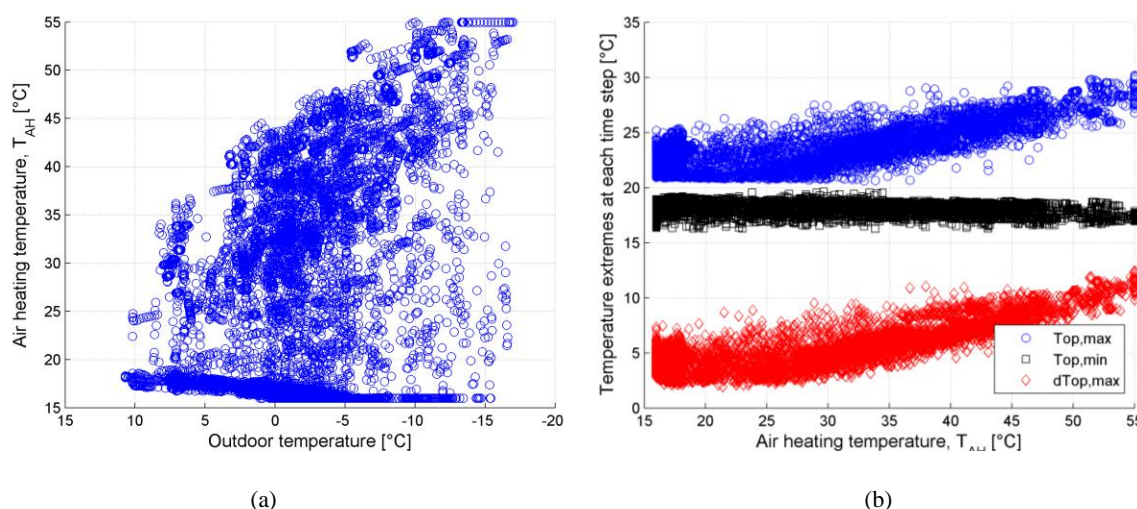 55
50
45
40
35
30
25
20
15
Air heating temperature, T_AH
[°C]
15 10 5 0 -5 -10 -15 -20
Outdoor temperature [°C]
(a)
35
30
25
20
15
10
5
0
Temperature extremes at each time step [°C]
Top,max
Top,min
dTop,max
15 20 25 30 35 40 45 50 55
Air heating temperature, T_AH [°C]
(b)